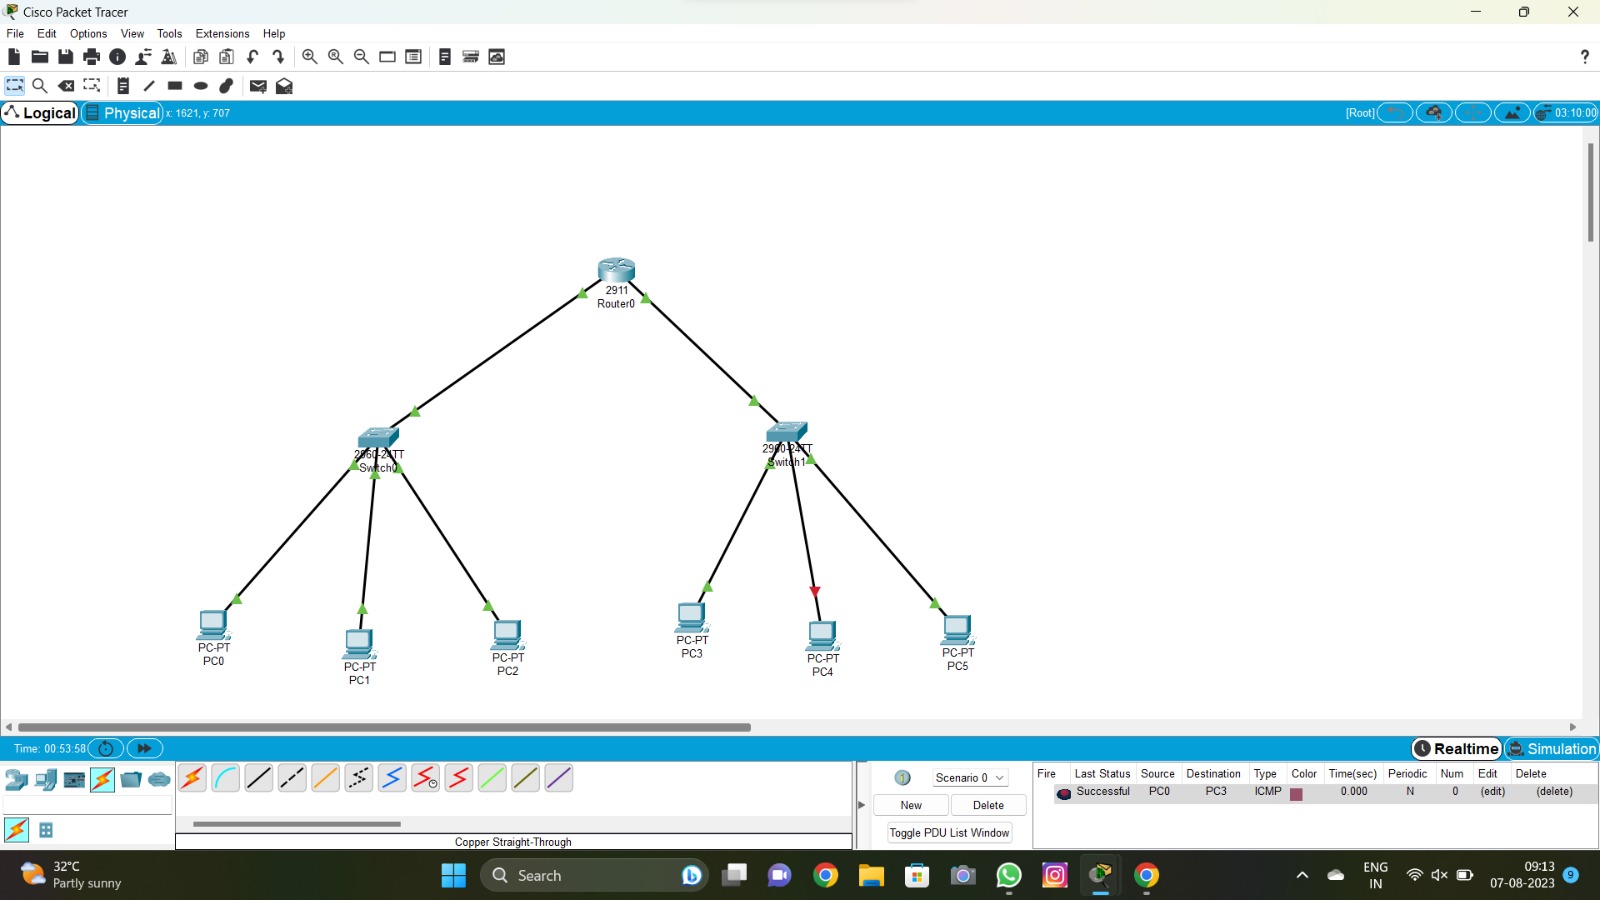 Cisco Packet Tracer
File Edit Options View Tools Extensions Help
?
Logical Physical x: 1621, y: 707 [Root] 03:10:00
2911
Router0
2960-24TT
Switch0
2960-24TT
Switch1
PC-PT
PC0
PC-PT
PC1
PC-PT
PC2
PC-PT
PC3
PC-PT
PC4
PC-PT
PC5
Time: 00:53:58 Realtime Simulation
Scenario 0
New Delete
Toggle PDU List Window
Fire Last Status Source Destination Type Color Time(sec) Periodic Num Edit Delete
Successful PC0 PC3 ICMP 0.000 N 0 (edit) (delete)
Copper Straight-Through
32°C
Partly sunny
Search
ENG
IN
09:13
07-08-2023
9